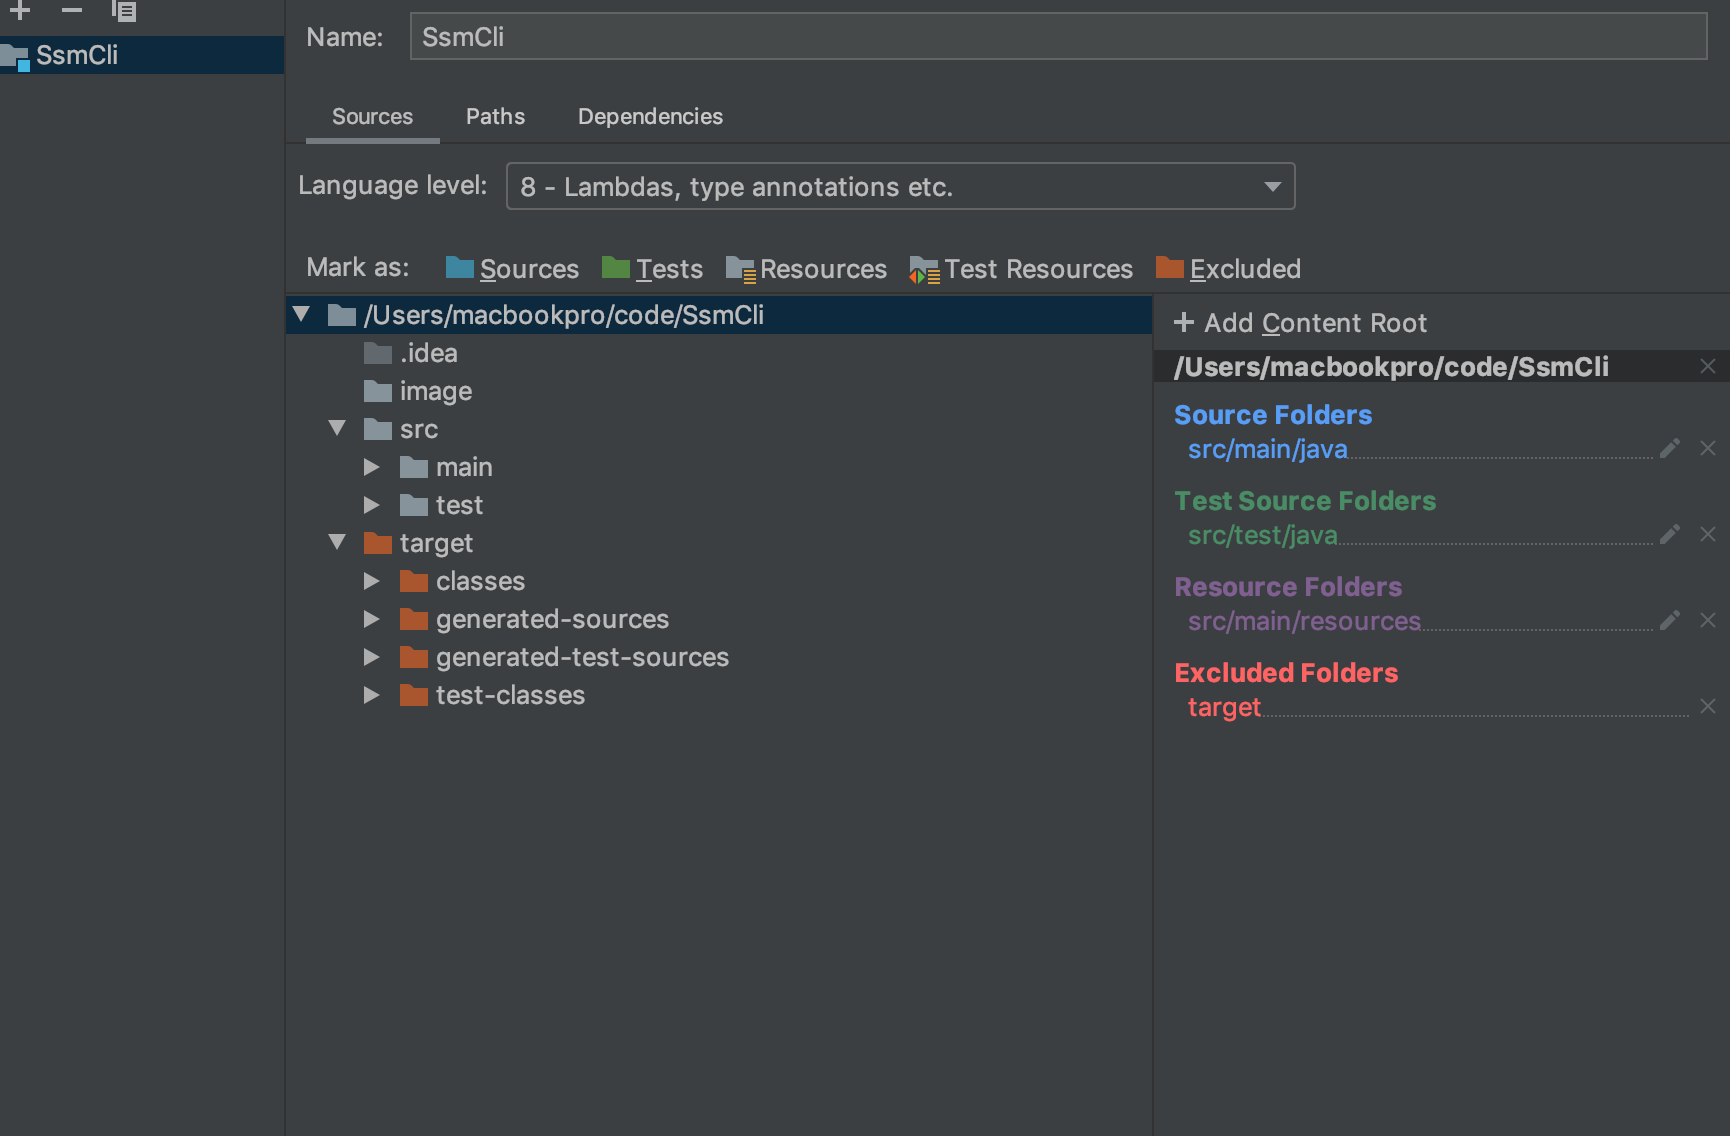 SsmCli
Name: SsmCli
Sources Paths Dependencies
Language level: 8 - Lambdas, type annotations etc.
Mark as: Sources Tests Resources Test Resources Excluded
/Users/macbookpro/code/SsmCli
.idea
image
src
main
test
target
classes
generated-sources
generated-test-sources
test-classes
Add Content Root
/Users/macbookpro/code/SsmCli
Source Folders
src/main/java
Test Source Folders
src/test/java
Resource Folders
src/main/resources
Excluded Folders
target